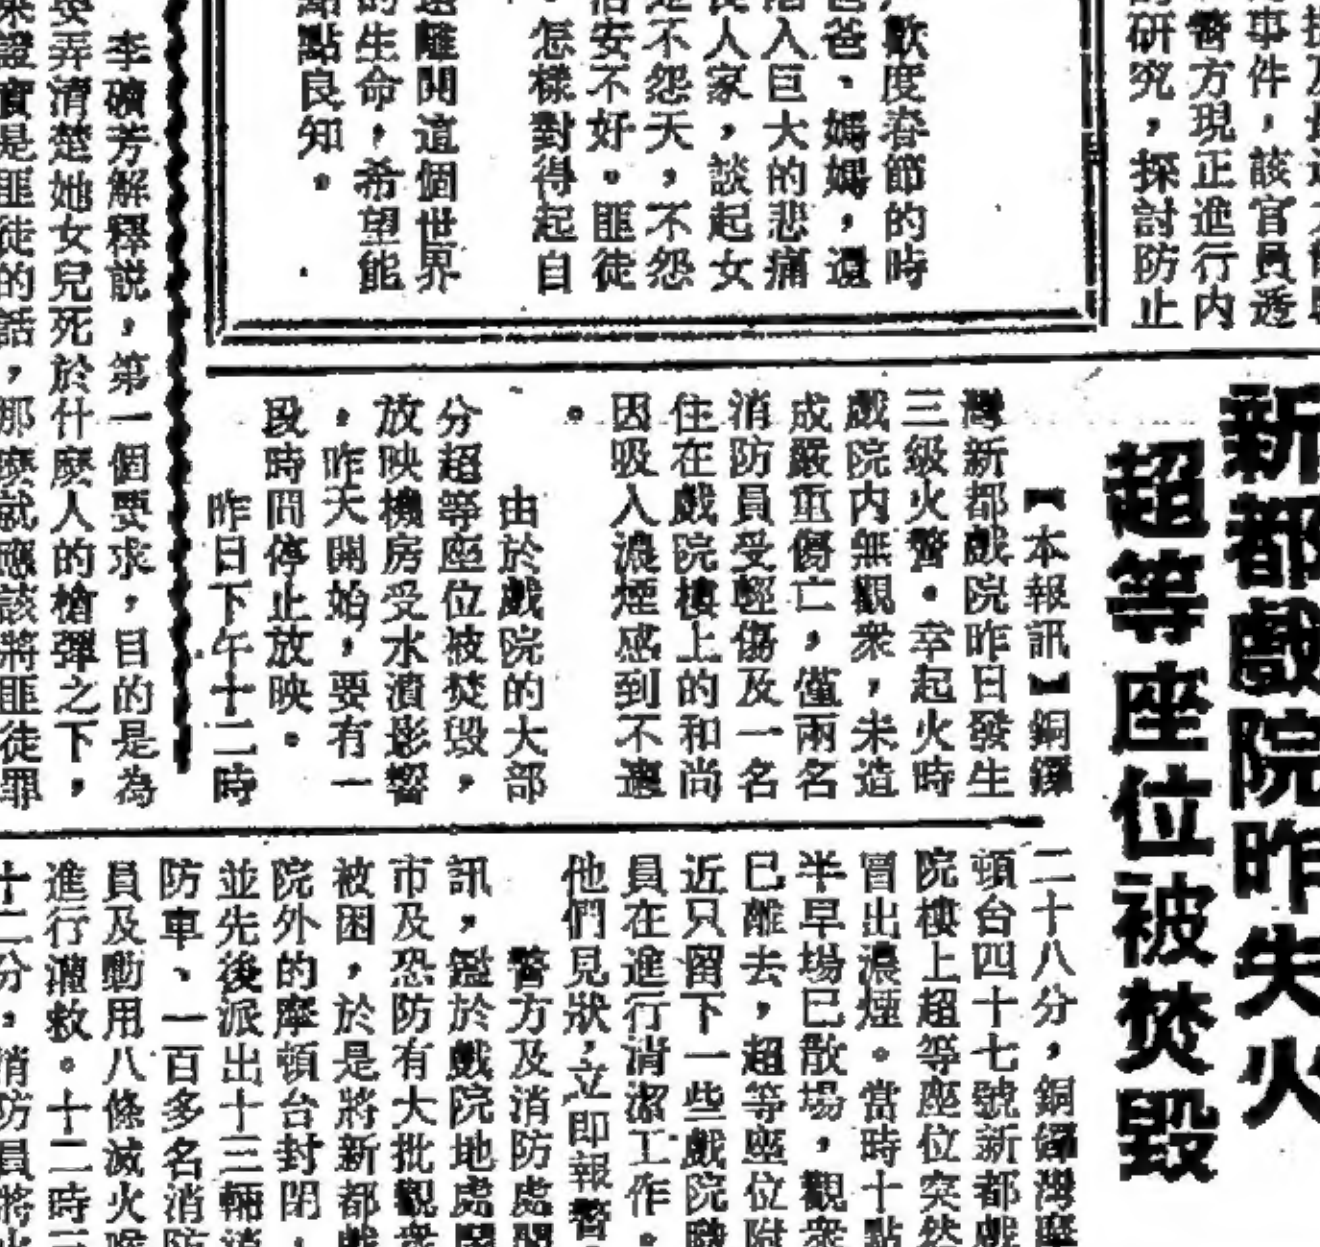 技及
事件，該官員透
警方現正進行內
的研究，探討防止
歡度春節的時
爸爸、媽媽，還
陷入巨大的悲痛
人家，談起女
是不怨天，不怨
治安不好。匪徒
怎樣對得起自
離開這個世界
的生命，希望能
點點良知。
李礦芳解釋説，第一個要求，目的是為
要弄清楚她女兒死於什麼人的槍彈之下，
證實是匪徒的話，那麼就應該將匪徒罪
新都戲院昨失火
超等座位被焚毀
【本報訊】銅鑼
灣新都戲院昨日發生
三級火警。幸起火時
戲院內無觀衆，未造
成嚴重傷亡，僅兩名
消防員受輕傷及一名
住在戲院樓上的和尚
因吸入濃煙感到不適
。
由於戲院的大部
分超等座位被焚毀，
放映機房受水漬影響
，昨天開始，要有一
段時間停止放映。
昨日下午十二時
二十八分，銅鑼灣摩
頓台四十七號新都戲
院樓上超等座位突然
冒出濃煙。當時十點
半早場已散場，觀衆
已離去，超等座位附
近只留下一些戲院職
員在進行清潔工作。
他們見狀，立即報警。
警方及消防處聞
訊，鑑於戲院地處鬧
市及恐防有大批觀衆
被困，於是將新都戲
院外的摩頓台封閉，
並先後派出十三輛消
防車、一百多名消防
員及動用八條滅火喉
進行灌救。十二時三
十二分，消防員將火